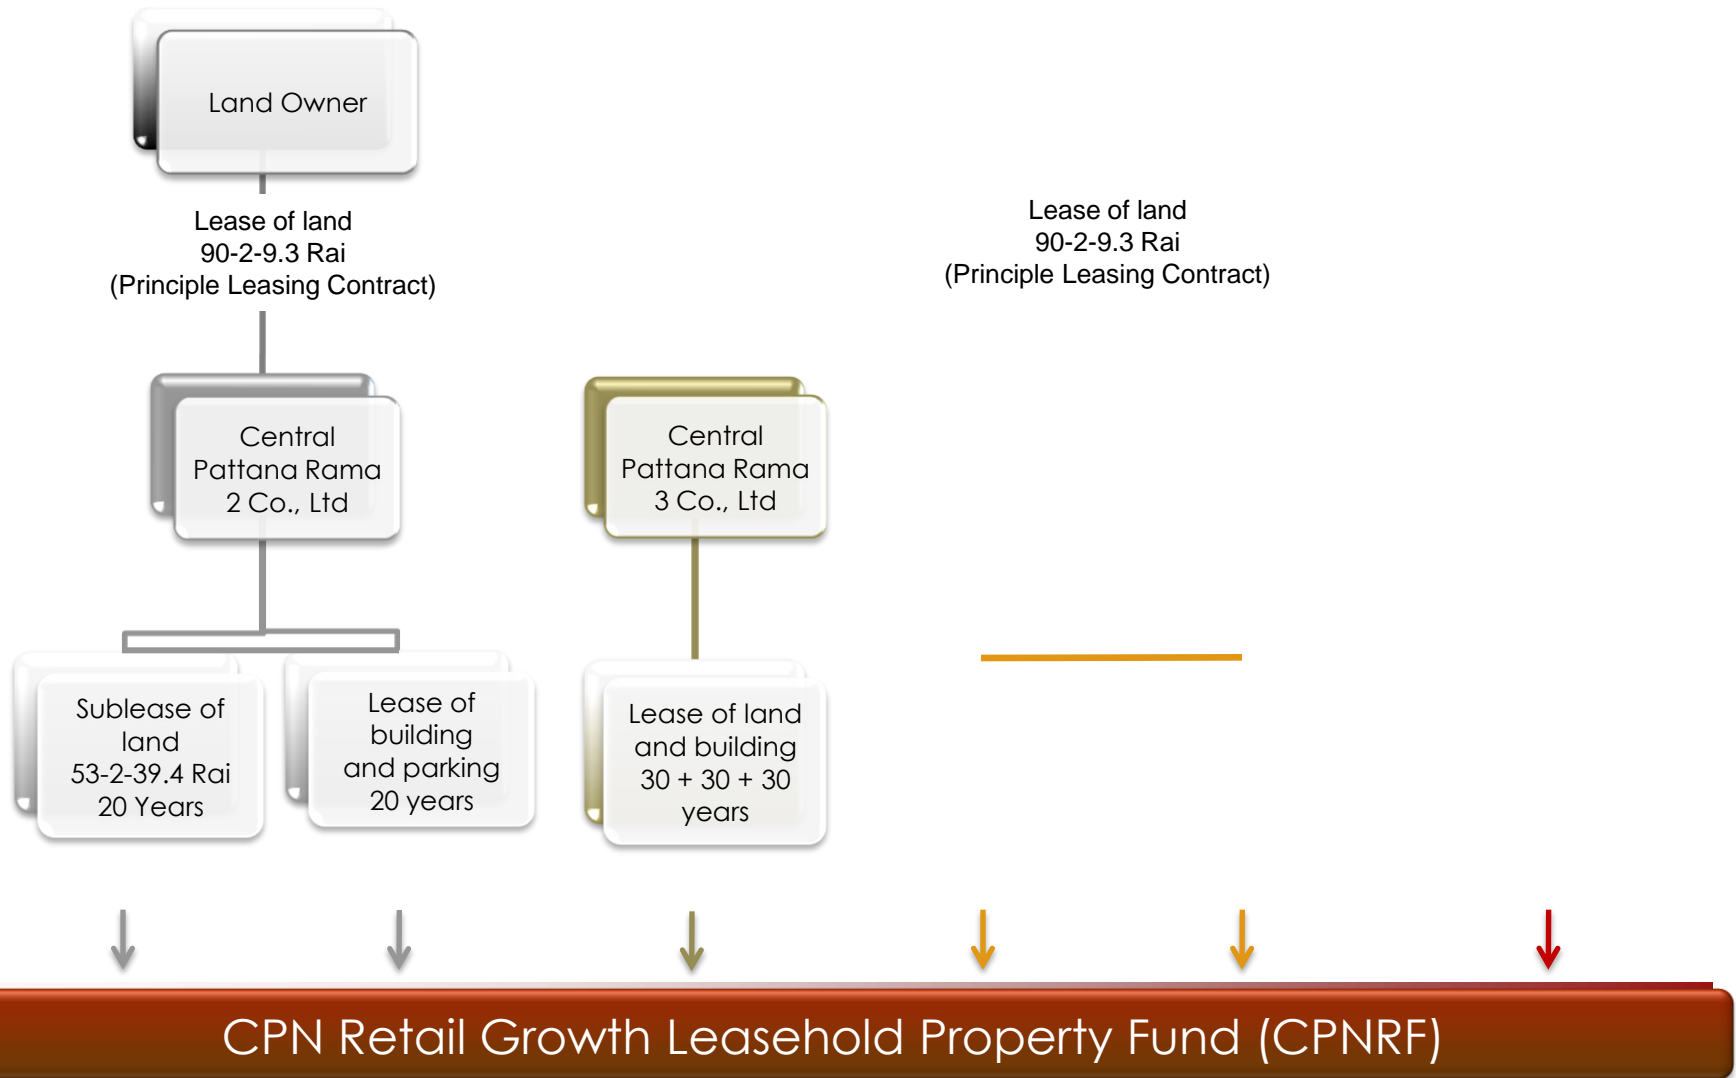 Land Owner
Lease of land
90-2-9.3 Rai
(Principle Leasing Contract)
Lease of land
90-2-9.3 Rai
(Principle Leasing Contract)
Central
Pattana Rama
2 Co., Ltd
Central
Pattana Rama
3 Co., Ltd
Sublease of
land
53-2-39.4 Rai
20 Years
Lease of
building
and parking
20 years
Lease of land
and building
30 + 30 + 30
years
CPN Retail Growth Leasehold Property Fund (CPNRF)